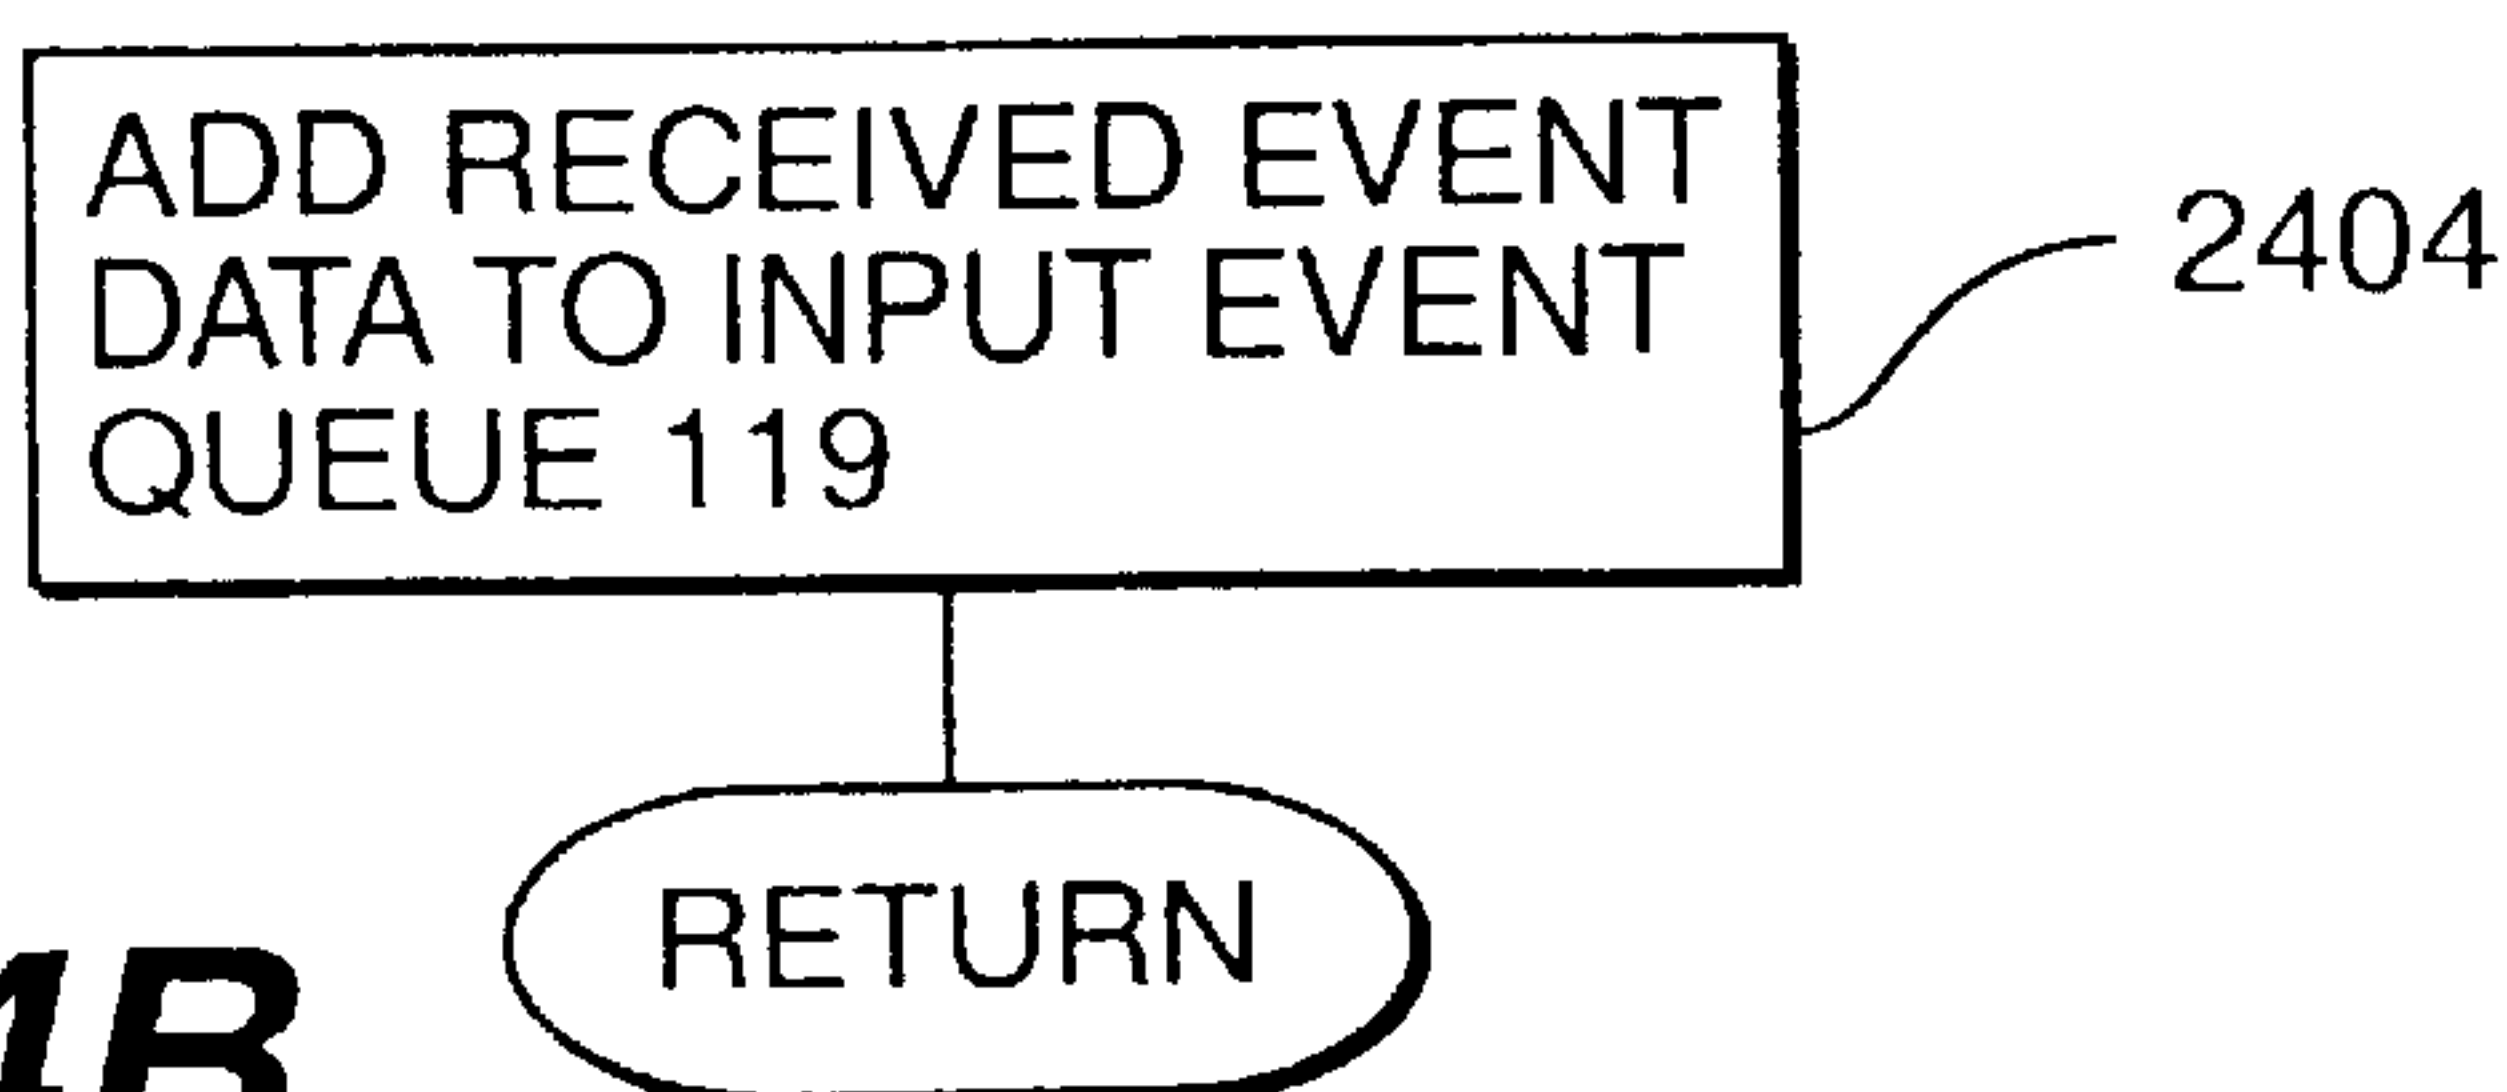 ADD RECEIVED EVENT
DATA TO INPUT EVENT
QUEUE 119
2404
RETURN